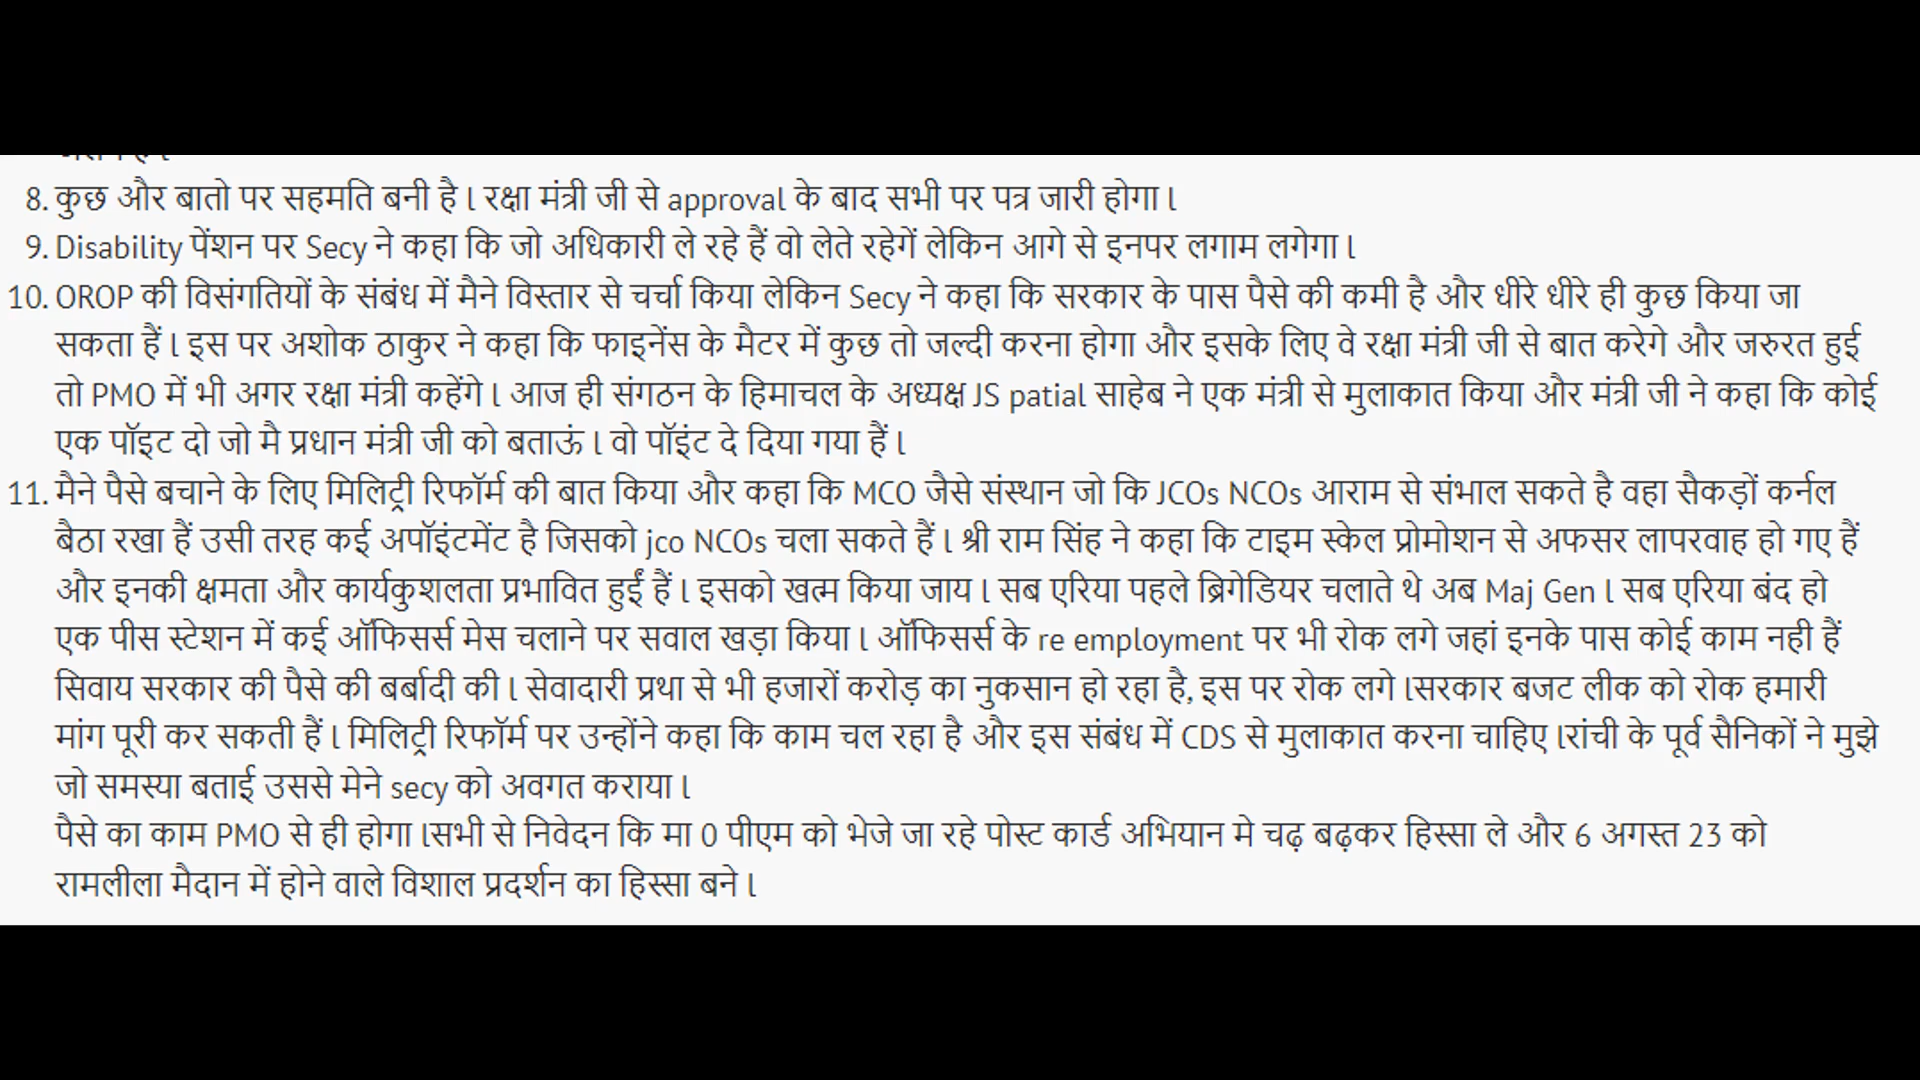 8. कुछ और बातो पर सहमति बनी है l रक्षा मंत्री जी से approval के बाद सभी पर पत्र जारी होगा l
9. Disability पेंशन पर Secy ने कहा कि जो अधिकारी ले रहे हैं वो लेते रहेगें लेकिन आगे से इनपर लगाम लगेगा l
10. OROP की विसंगतियों के संबंध में मैने विस्तार से चर्चा किया लेकिन Secy ने कहा कि सरकार के पास पैसे की कमी है और धीरे धीरे ही कुछ किया जा
सकता हैं l इस पर अशोक ठाकुर ने कहा कि फाइनेंस के मैटर में कुछ तो जल्दी करना होगा और इसके लिए वे रक्षा मंत्री जी से बात करेगे और जरुरत हुई
तो PMO में भी अगर रक्षा मंत्री कहेंगे l आज ही संगठन के हिमाचल के अध्यक्ष JS patial साहेब ने एक मंत्री से मुलाकात किया और मंत्री जी ने कहा कि कोई
एक पॉइट दो जो मै प्रधान मंत्री जी को बताऊं l वो पॉइंट दे दिया गया हैं l
11. मैने पैसे बचाने के लिए मिलिट्री रिफॉर्म की बात किया और कहा कि MCO जैसे संस्थान जो कि JCOs NCOs आराम से संभाल सकते है वहा सैकड़ों कर्नल
बैठा रखा हैं उसी तरह कई अपॉइंटमेंट है जिसको jco NCOs चला सकते हैं l श्री राम सिंह ने कहा कि टाइम स्केल प्रोमोशन से अफसर लापरवाह हो गए हैं
और इनकी क्षमता और कार्यकुशलता प्रभावित हुईं हैं l इसको खत्म किया जाय l सब एरिया पहले ब्रिगेडियर चलाते थे अब Maj Gen l सब एरिया बंद हो
एक पीस स्टेशन में कई ऑफिसर्स मेस चलाने पर सवाल खड़ा किया l ऑफिसर्स के re employment पर भी रोक लगे जहां इनके पास कोई काम नही हैं
सिवाय सरकार की पैसे की बर्बादी की l सेवादारी प्रथा से भी हजारों करोड़ का नुकसान हो रहा है, इस पर रोक लगे lसरकार बजट लीक को रोक हमारी
मांग पूरी कर सकती हैं l मिलिट्री रिफॉर्म पर उन्होंने कहा कि काम चल रहा है और इस संबंध में CDS से मुलाकात करना चाहिए lरांची के पूर्व सैनिकों ने मुझे
जो समस्या बताई उससे मेने secy को अवगत कराया l
पैसे का काम PMO से ही होगा lसभी से निवेदन कि मा 0 पीएम को भेजे जा रहे पोस्ट कार्ड अभियान मे चढ़ बढ़कर हिस्सा ले और 6 अगस्त 23 को
रामलीला मैदान में होने वाले विशाल प्रदर्शन का हिस्सा बने l